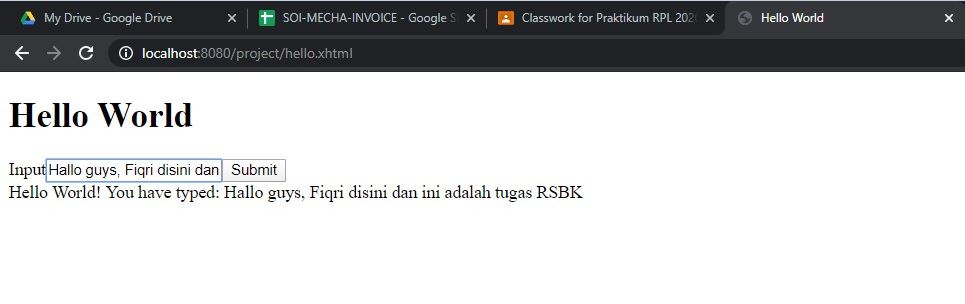 My Drive - Google Drive
SOI-MECHA-INVOICE - Google S
Classwork for Praktikum RPL 202
Hello World
localhost:8080/project/hello.xhtml
Hello World
Input Hallo guys, Fiqri disini dan Submit
Hello World! You have typed: Hallo guys, Fiqri disini dan ini adalah tugas RSBK